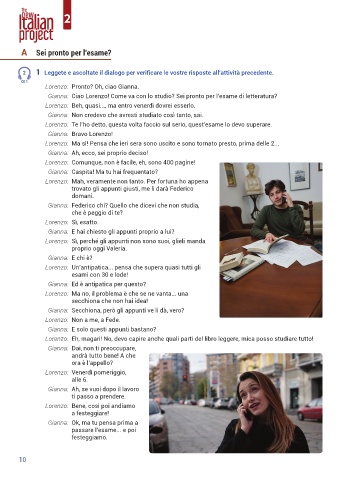 The
new
Italian
project
2
A Sei pronto per l'esame?
2
CD 1
1 Leggete e ascoltate il dialogo per verificare le vostre risposte all'attività precedente.
Lorenzo: Pronto? Oh, ciao Gianna.
Gianna: Ciao Lorenzo! Come va con lo studio? Sei pronto per l'esame di letteratura?
Lorenzo: Beh, quasi..., ma entro venerdì dovrei esserlo.
Gianna: Non credevo che avresti studiato così tanto, sai.
Lorenzo: Te l'ho detto, questa volta faccio sul serio, quest'esame lo devo superare.
Gianna: Bravo Lorenzo!
Lorenzo: Ma sì! Pensa che ieri sera sono uscito e sono tornato presto, prima delle 2...
Gianna: Ah, ecco, sei proprio deciso!
Lorenzo: Comunque, non è facile, eh, sono 400 pagine!
Gianna: Caspita! Ma tu hai frequentato?
Lorenzo: Mah, veramente non tanto. Per fortuna ho appena
trovato gli appunti giusti, me li darà Federico
domani.
Gianna: Federico chi? Quello che dicevi che non studia,
che è peggio di te?
Lorenzo: Sì, esatto.
Gianna: E hai chiesto gli appunti proprio a lui?
Lorenzo: Sì, perché gli appunti non sono suoi, glieli manda
proprio oggi Valeria.
Gianna: E chi è?
Lorenzo: Un'antipatica... pensa che supera quasi tutti gli
esami con 30 e lode!
Gianna: Ed è antipatica per questo?
Lorenzo: Ma no, il problema è che se ne vanta... una
secchiona che non hai idea!
Gianna: Secchiona, però gli appunti ve li dà, vero?
Lorenzo: Non a me, a Fede.
Gianna: E solo questi appunti bastano?
Lorenzo: Eh, magari! No, devo capire anche quali parti del libro leggere, mica posso studiare tutto!
Gianna: Dai, non ti preoccupare,
andrà tutto bene! A che
ora è l'appello?
Lorenzo: Venerdì pomeriggio,
alle 6.
Gianna: Ah, se vuoi dopo il lavoro
ti passo a prendere.
Lorenzo: Bene, così poi andiamo
a festeggiare!
Gianna: Ok, ma tu pensa prima a
passare l'esame... e poi
festeggiamo.
10